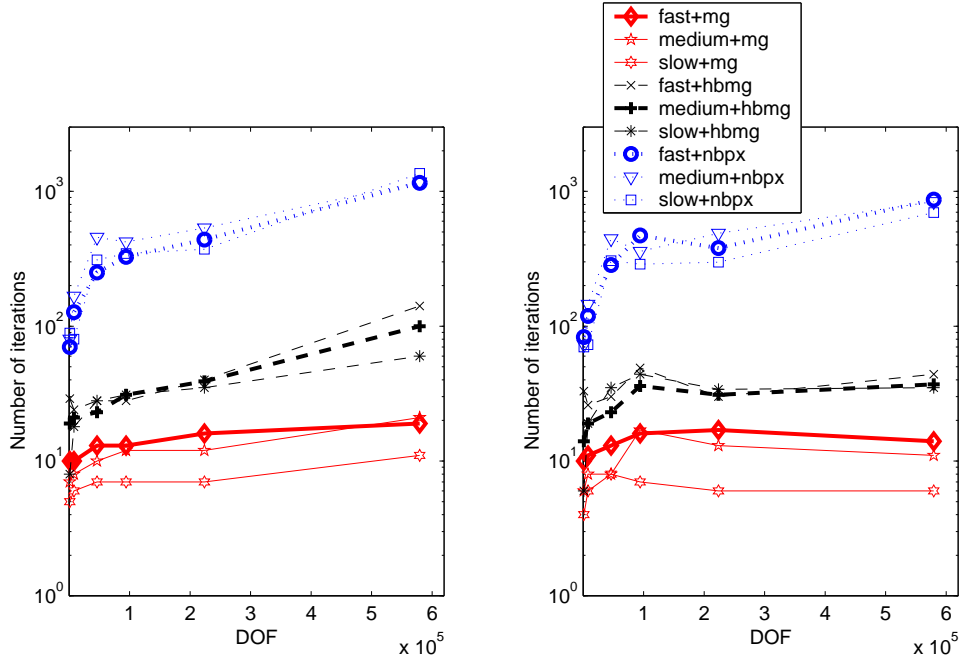 fast+mg
medium+mg
slow+mg
fast+hbmg
medium+hbmg
slow+hbmg
fast+nbpx
medium+nbpx
slow+nbpx
10³
10²
10¹
10⁰
Number of iterations
1 2 3 4 5 6
x 10⁵
DOF
10³
10²
10¹
10⁰
Number of iterations
1 2 3 4 5 6
x 10⁵
DOF